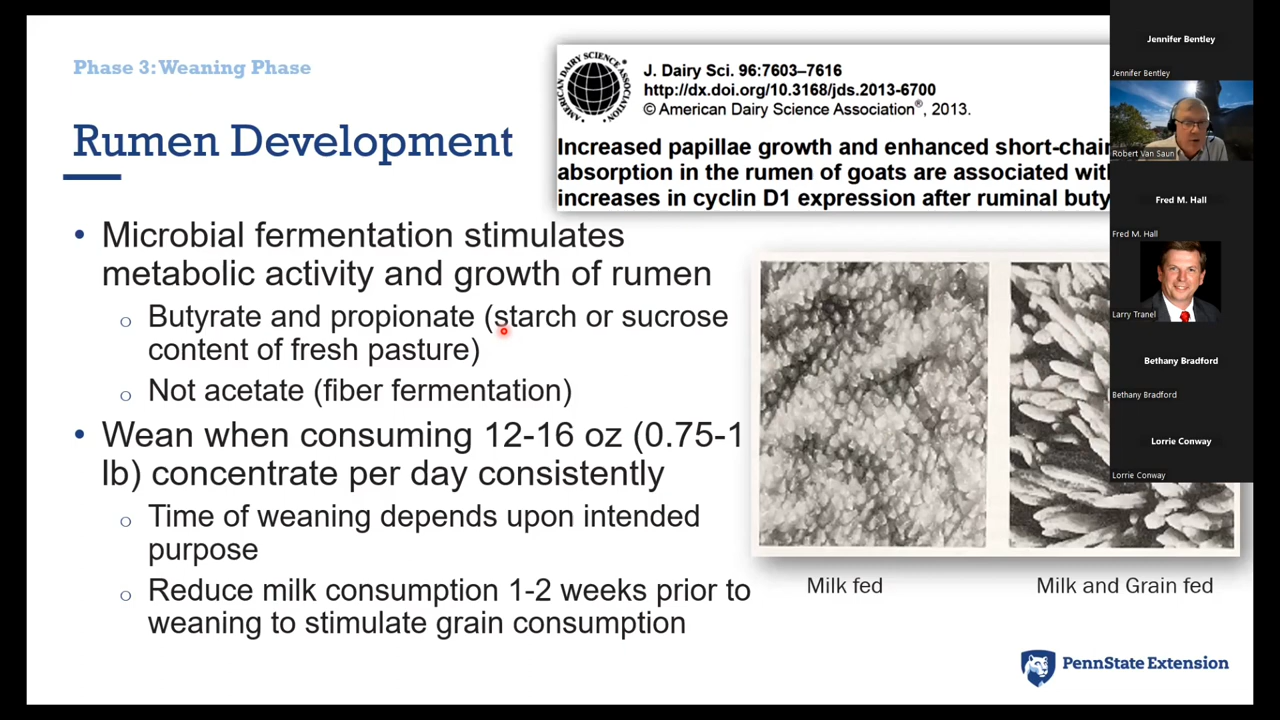 Phase 3: Weaning Phase
Rumen Development
J. Dairy Sci. 96:7603–7616
http://dx.doi.org/10.3168/jds.2013-6700
© American Dairy Science Association®, 2013.
AMERICAN DAIRY SCIENCE ASSOCIATION
Increased papillae growth and enhanced short-chain
absorption in the rumen of goats are associated with
increases in cyclin D1 expression after ruminal buty
• Microbial fermentation stimulates
metabolic activity and growth of rumen
o Butyrate and propionate (starch or sucrose
content of fresh pasture)
o Not acetate (fiber fermentation)
• Wean when consuming 12-16 oz (0.75-1
lb) concentrate per day consistently
o Time of weaning depends upon intended
purpose
o Reduce milk consumption 1-2 weeks prior to
weaning to stimulate grain consumption
Milk fed
Milk and Grain fed
PennState Extension
Jennifer Bentley
Jennifer Bentley
Robert Van Saun
Fred M. Hall
Fred M. Hall
Larry Tranel
Bethany Bradford
Bethany Bradford
Lorrie Conway
Lorrie Conway